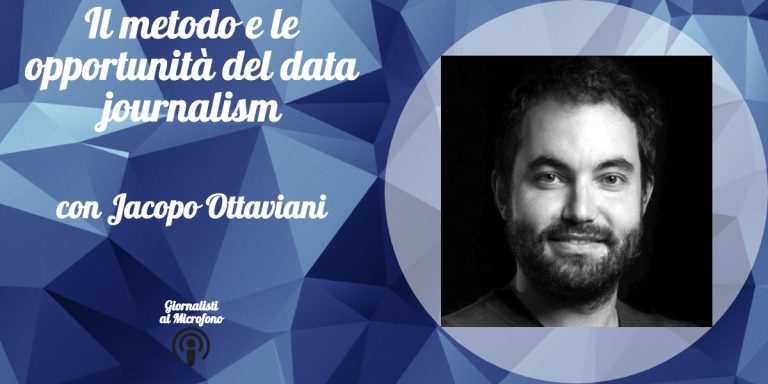 Il metodo e le
opportunità del data
journalism
con Jacopo Ottaviani
Giornalisti
al Microfono